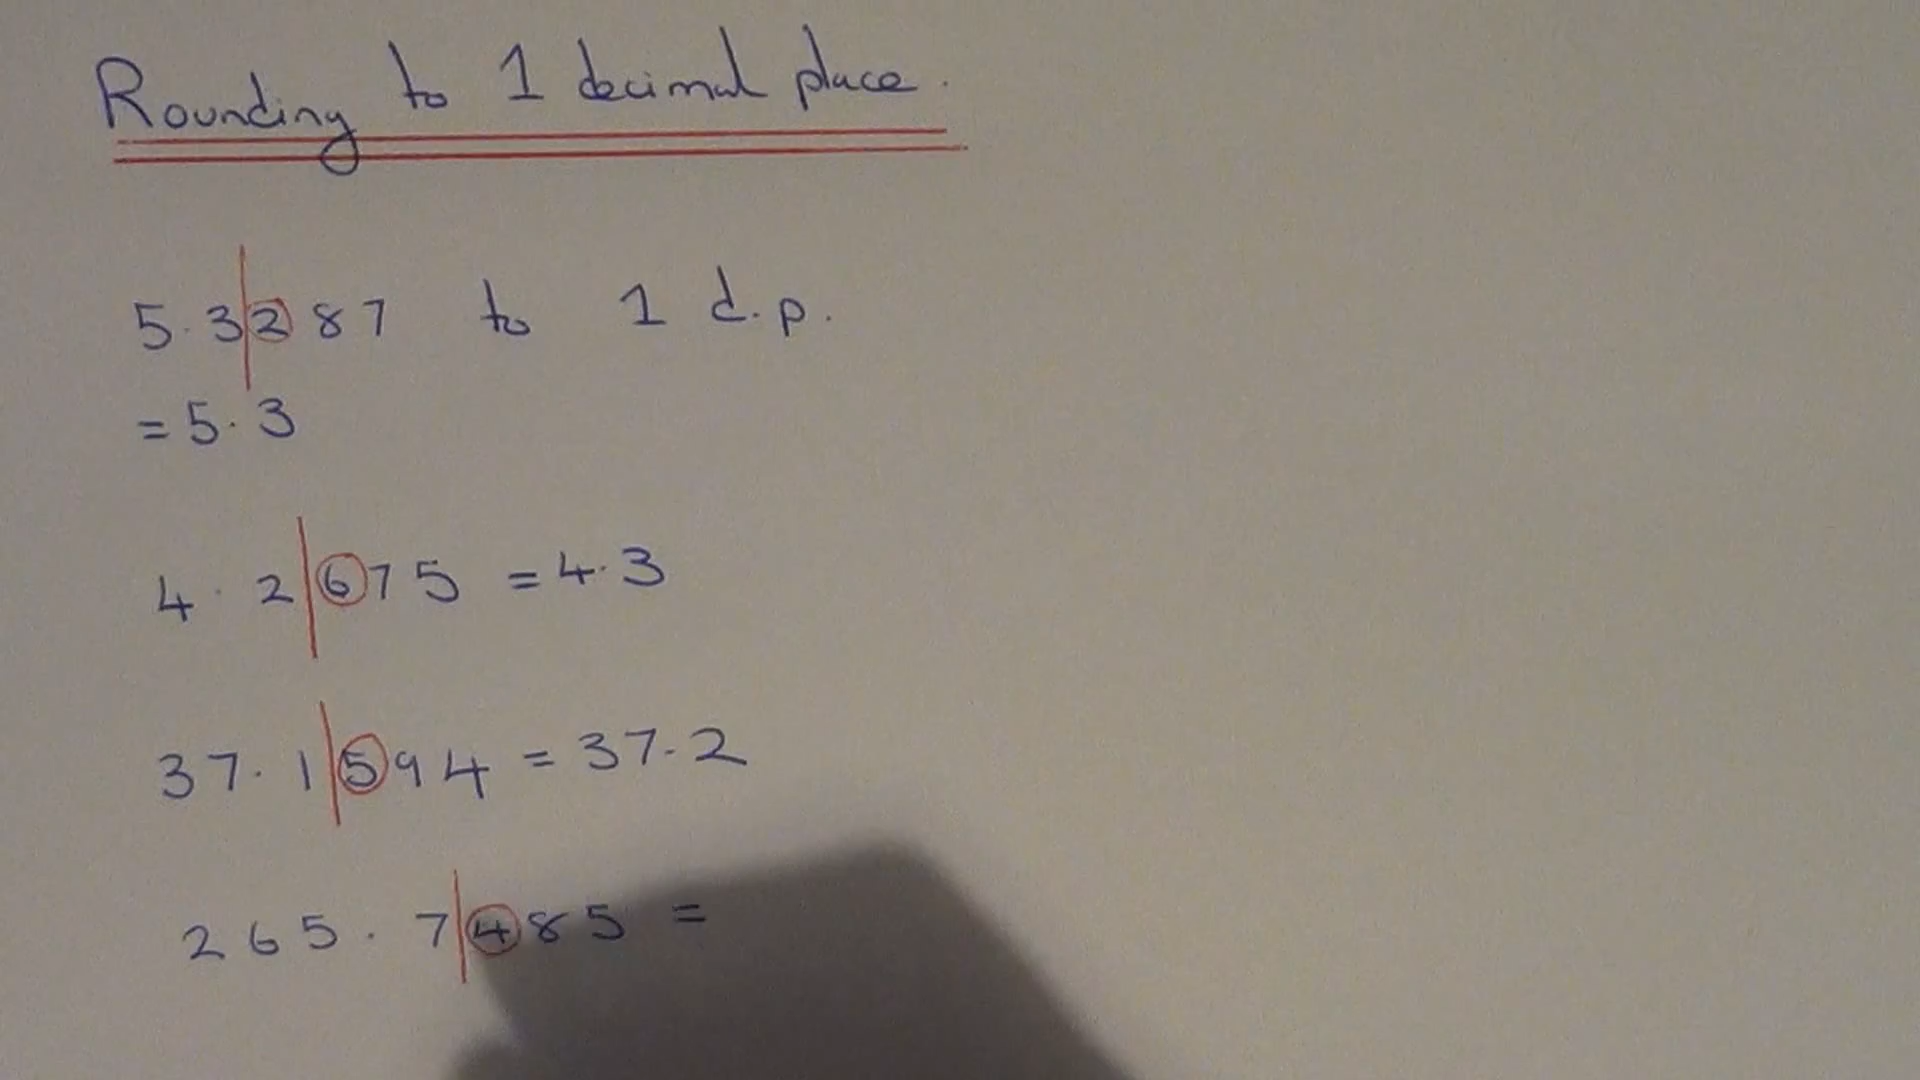 Rounding to 1 decimal place.
5.3287 to 1 d.p.
=5.3
4.2675 =4.3
37.1594 = 37.2
265.7485 =